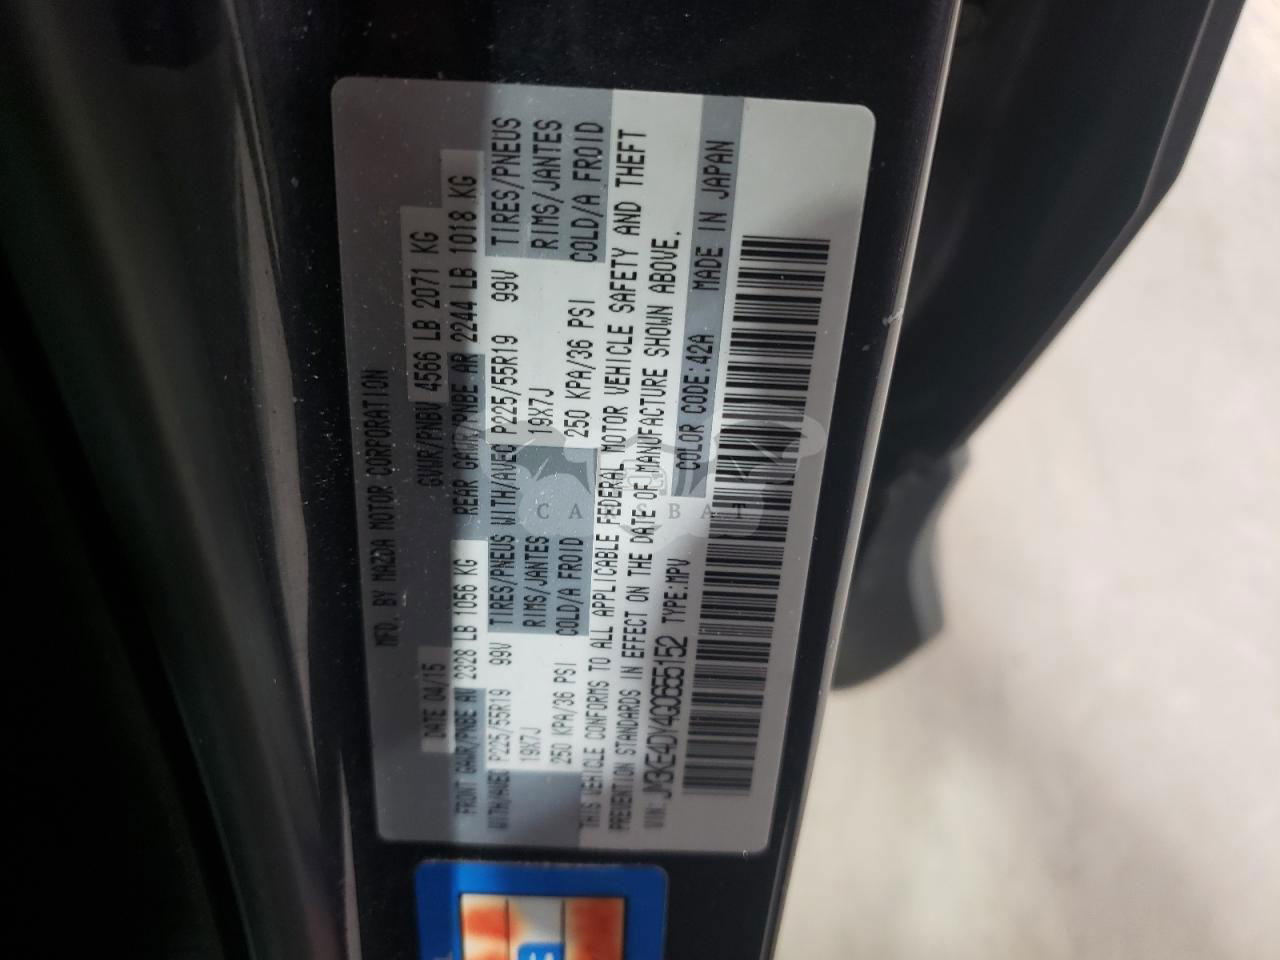 MFD. BY MAZDA MOTOR CORPORATION
DATE 04/15 GVWR/PNBV 4566 LB 2071 KG
FRONT GAWR/PNBE AV 2328 LB 1056 KG REAR GAWR/PNBE AR 2244 LB 1018 KG
WITH/AVEC P225/55R19 99V TIRES/PNEUS WITH/AVEC P225/55R19 99V TIRES/PNEUS
19X7J RIMS/JANTES 19X7J RIMS/JANTES
250 KPA/36 PSI COLD/A FROID 250 KPA/36 PSI COLD/A FROID
THIS VEHICLE CONFORMS TO ALL APPLICABLE FEDERAL MOTOR VEHICLE SAFETY AND THEFT
PREVENTION STANDARDS IN EFFECT ON THE DATE OF MANUFACTURE SHOWN ABOVE.
VIN: JM3KE4DY4G0655152 TYPE:MPV COLOR CODE:42A MADE IN JAPAN
CARSBAT